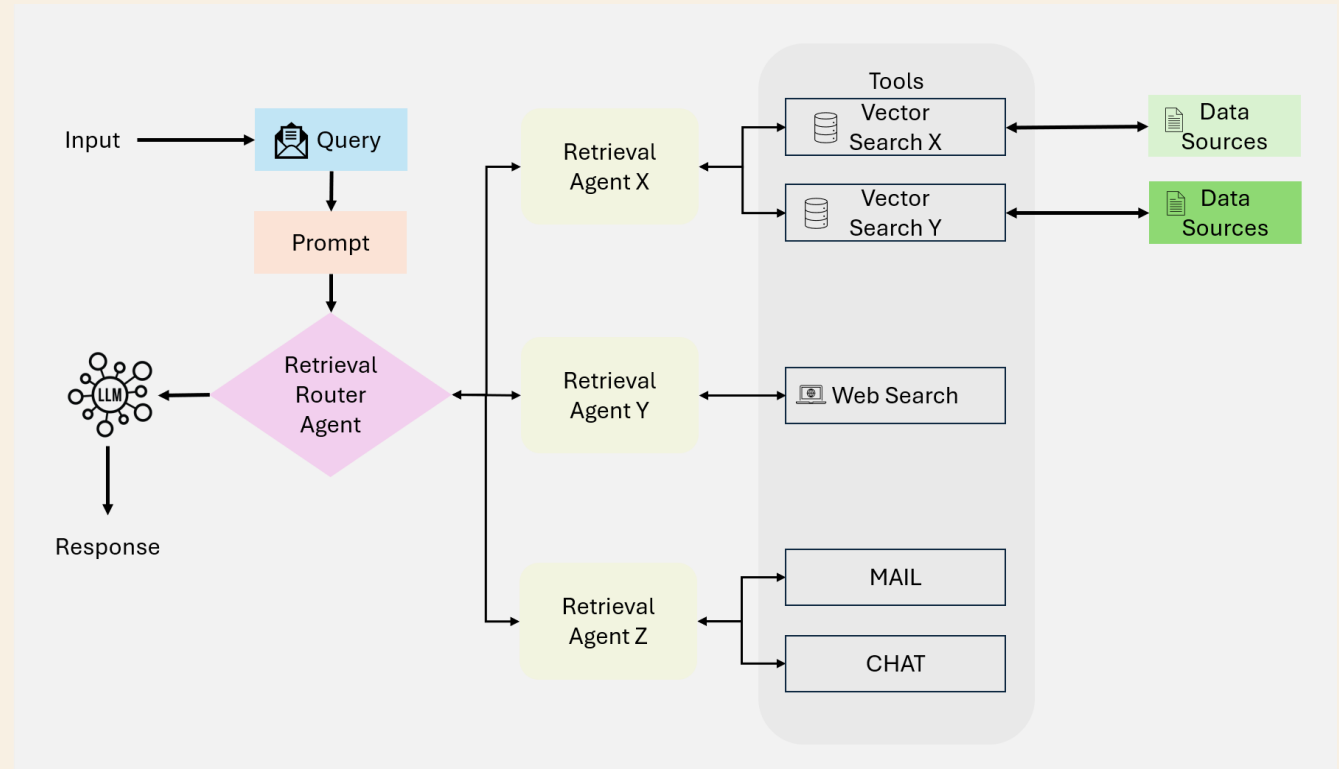 Tools
Input
Query
Prompt
Retrieval
Router
Agent
LLM
Response
Retrieval
Agent X
Vector
Search X
Data
Sources
Vector
Search Y
Data
Sources
Retrieval
Agent Y
Web Search
Retrieval
Agent Z
MAIL
CHAT